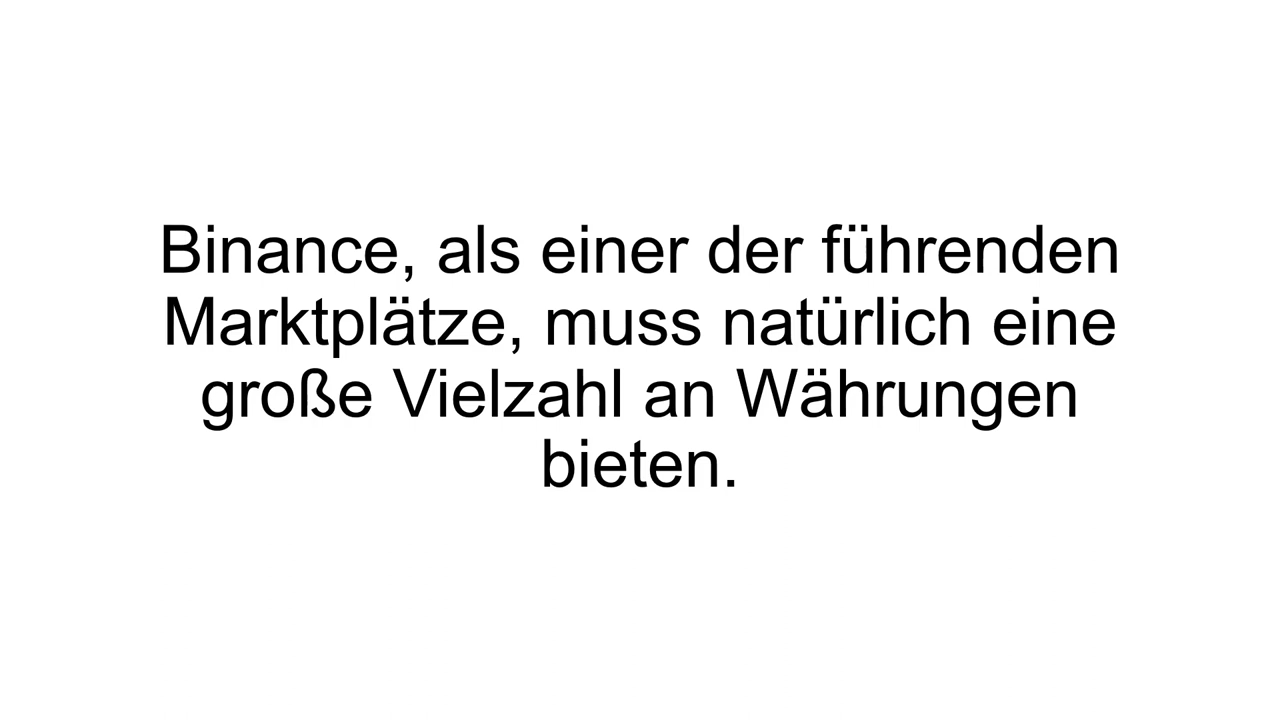 Binance, als einer der führenden
Marktplätze, muss natürlich eine
große Vielzahl an Währungen
bieten.